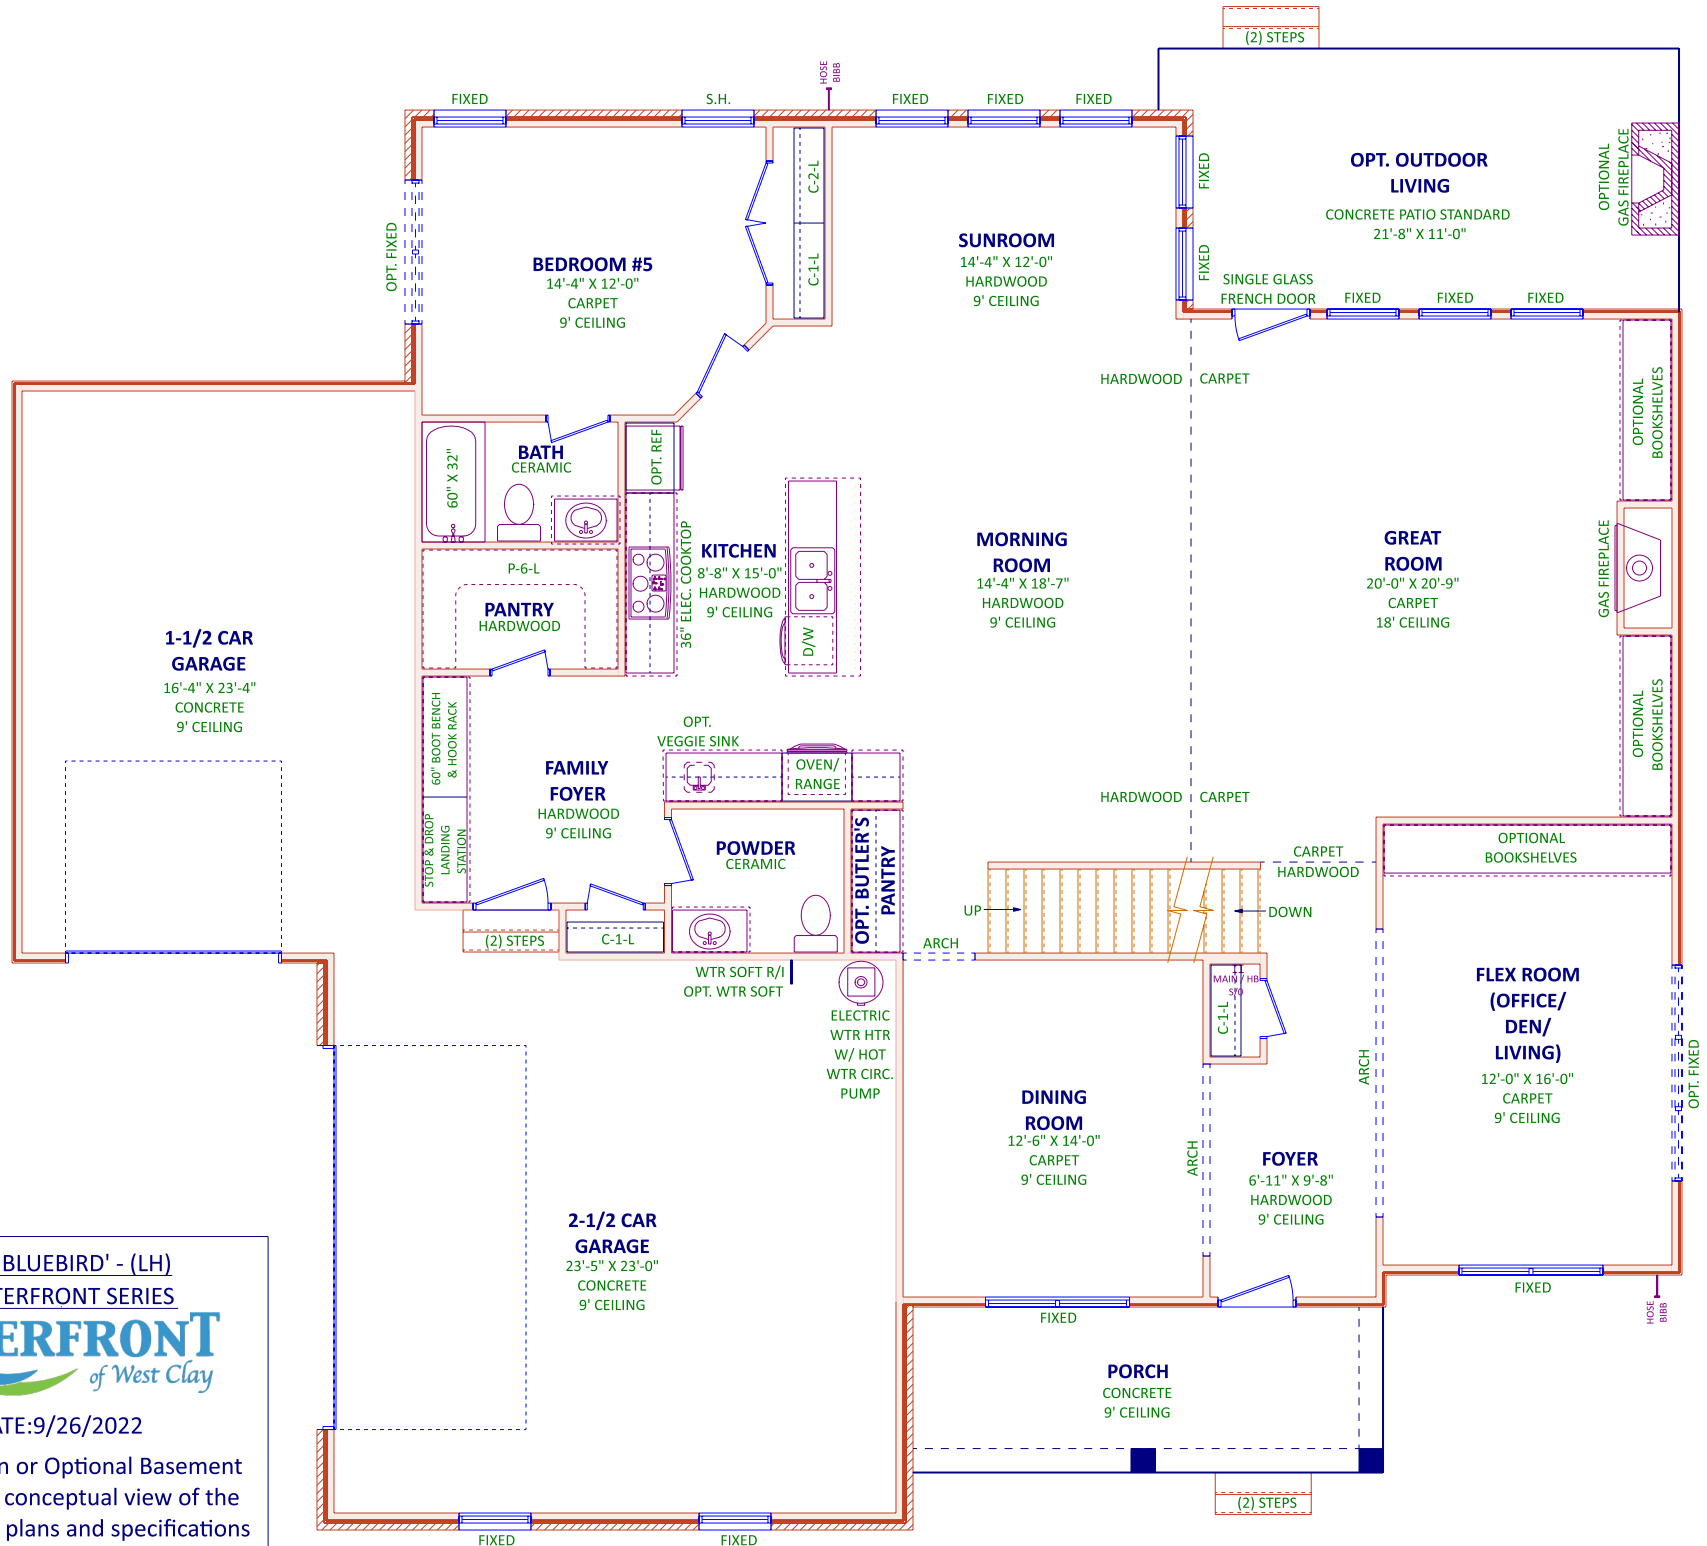 (2) STEPS
HOSE
BIBB
FIXED
S.H.
FIXED
FIXED
FIXED
OPT. OUTDOOR
LIVING
CONCRETE PATIO STANDARD
21'-8" X 11'-0"
OPTIONAL
GAS FIREPLACE
FIXED
FIXED
C-2-L
C-1-L
OPT. FIXED
BEDROOM #5
14'-4" X 12'-0"
CARPET
9' CEILING
SUNROOM
14'-4" X 12'-0"
HARDWOOD
9' CEILING
SINGLE GLASS
FRENCH DOOR
FIXED
FIXED
FIXED
HARDWOOD
CARPET
OPTIONAL
BOOKSHELVES
BATH
CERAMIC
60" X 32"
OPT. REF
36" ELEC. COOKTOP
KITCHEN
8'-8" X 15'-0"
HARDWOOD
9' CEILING
D/W
MORNING
ROOM
14'-4" X 18'-7"
HARDWOOD
9' CEILING
GREAT
ROOM
20'-0" X 20'-9"
CARPET
18' CEILING
GAS FIREPLACE
P-6-L
PANTRY
HARDWOOD
1-1/2 CAR
GARAGE
16'-4" X 23'-4"
CONCRETE
9' CEILING
60" BOOT BENCH
& HOOK RACK
STOP & DROP
LANDING
STATION
OPT.
VEGGIE SINK
OVEN/
RANGE
FAMILY
FOYER
HARDWOOD
9' CEILING
OPTIONAL
BOOKSHELVES
HARDWOOD
CARPET
POWDER
CERAMIC
OPT. BUTLER'S
PANTRY
CARPET
HARDWOOD
OPTIONAL
BOOKSHELVES
UP
DOWN
ARCH
(2) STEPS
C-1-L
WTR SOFT R/I
OPT. WTR SOFT
ELECTRIC
WTR HTR
W/ HOT
WTR CIRC.
PUMP
MAIN / HB
S/O
C-1-L
FLEX ROOM
(OFFICE/
DEN/
LIVING)
12'-0" X 16'-0"
CARPET
9' CEILING
ARCH
OPT. FIXED
DINING
ROOM
12'-6" X 14'-0"
CARPET
9' CEILING
ARCH
FOYER
6'-11" X 9'-8"
HARDWOOD
9' CEILING
2-1/2 CAR
GARAGE
23'-5" X 23'-0"
CONCRETE
9' CEILING
FIXED
FIXED
HOSE
BIBB
PORCH
CONCRETE
9' CEILING
(2) STEPS
FIXED
FIXED
BLUEBIRD' - (LH)
TERFRONT SERIES
ERFRONT
of West Clay
ATE:9/26/2022
n or Optional Basement
conceptual view of the
plans and specifications